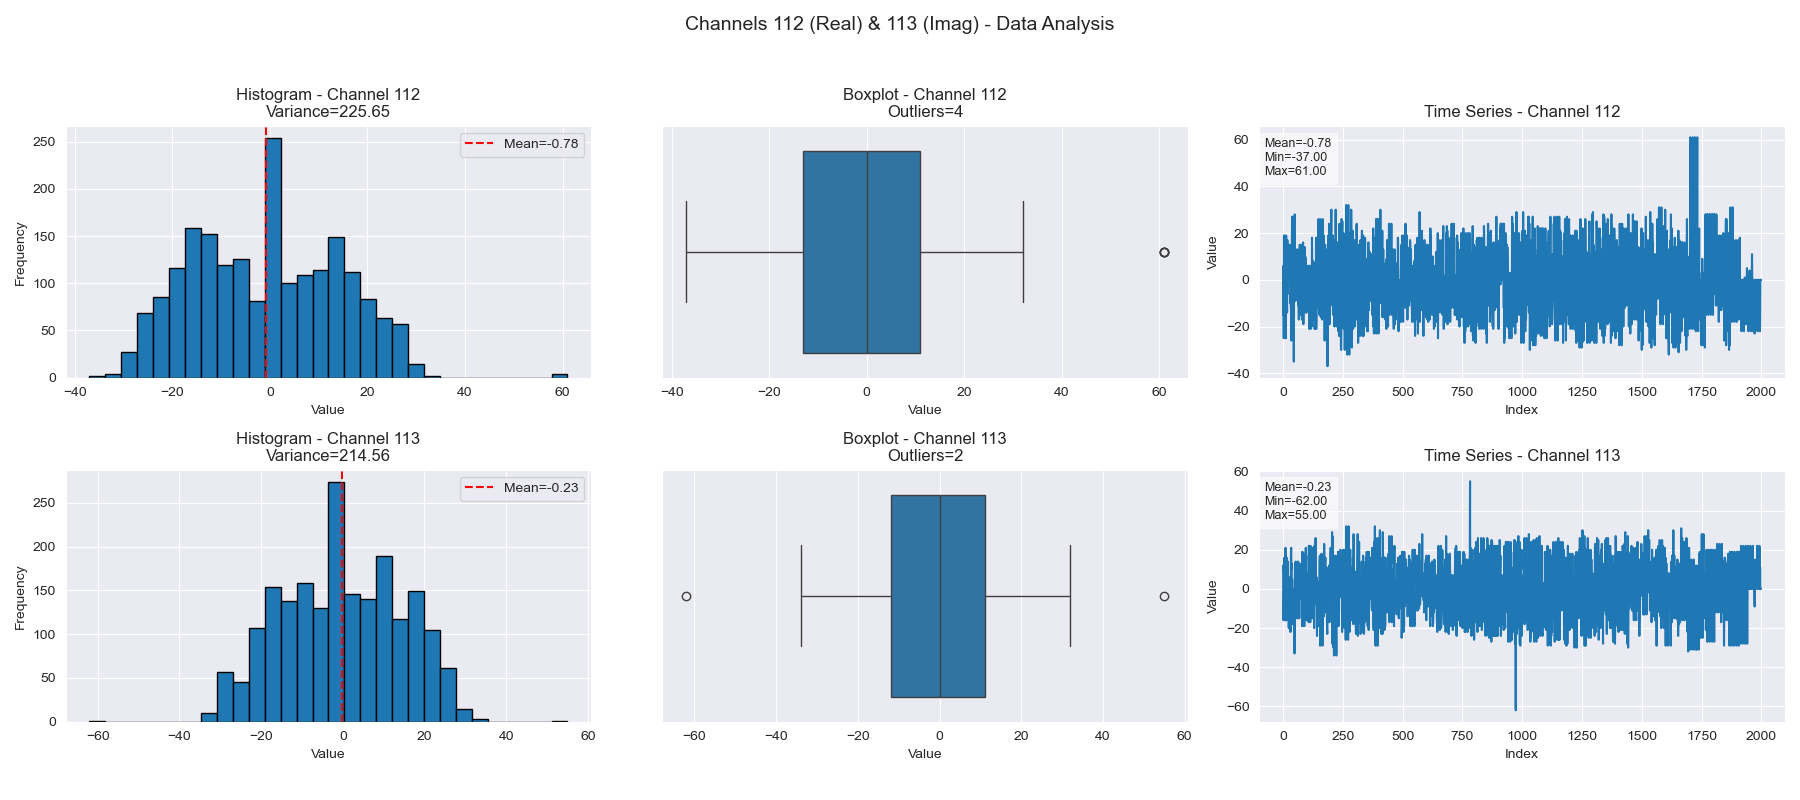 Channels 112 (Real) & 113 (Imag) - Data Analysis
Histogram - Channel 112
Variance=225.65
Mean=-0.78
Frequency
250
200
150
100
50
0
−40
−20
0
20
40
60
Value
Boxplot - Channel 112
Outliers=4
−40
−20
0
20
40
60
Value
Time Series - Channel 112
Mean=-0.78
Min=-37.00
Max=61.00
Value
60
40
20
0
−20
−40
0
250
500
750
1000
1250
1500
1750
2000
Index
Histogram - Channel 113
Variance=214.56
Mean=-0.23
Frequency
250
200
150
100
50
0
−60
−40
−20
0
20
40
60
Value
Boxplot - Channel 113
Outliers=2
−60
−40
−20
0
20
40
60
Value
Time Series - Channel 113
Mean=-0.23
Min=-62.00
Max=55.00
Value
60
40
20
0
−20
−40
−60
0
250
500
750
1000
1250
1500
1750
2000
Index